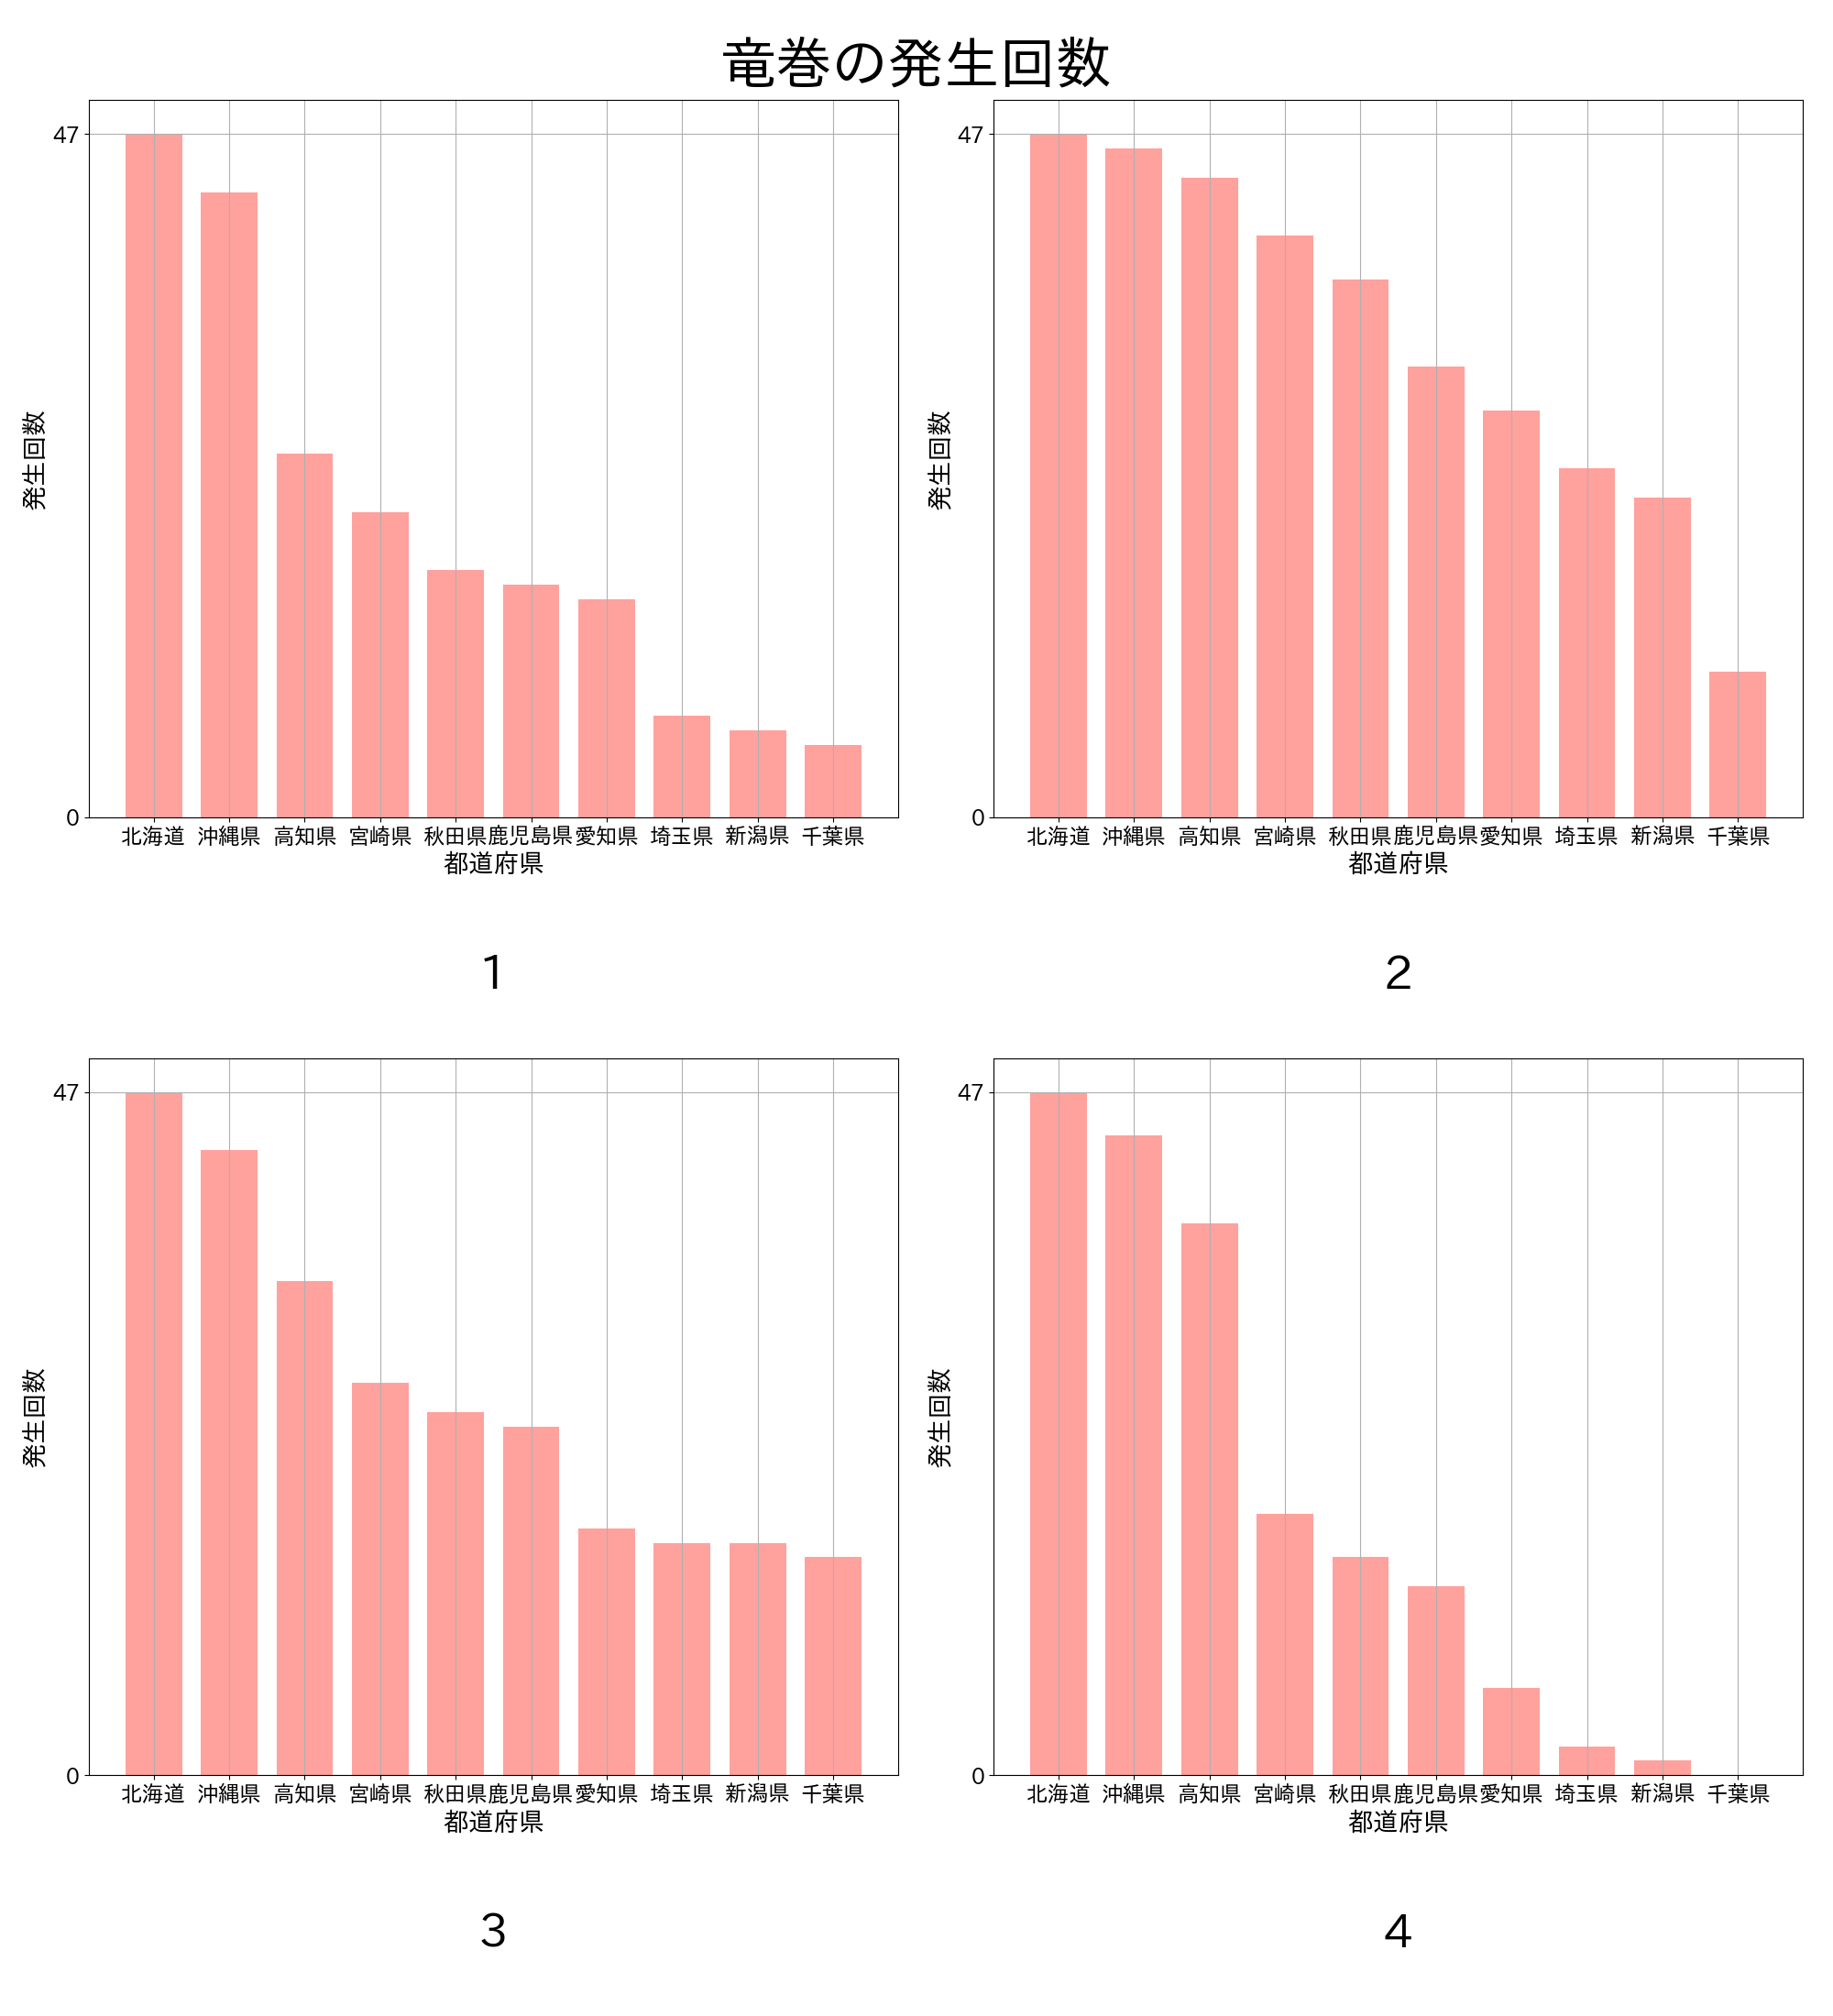 竜巻の発生回数
47
0
発生回数
北海道 沖縄県 高知県 宮崎県 秋田県 鹿児島県 愛知県 埼玉県 新潟県 千葉県
都道府県
1
47
0
発生回数
北海道 沖縄県 高知県 宮崎県 秋田県 鹿児島県 愛知県 埼玉県 新潟県 千葉県
都道府県
2
47
0
発生回数
北海道 沖縄県 高知県 宮崎県 秋田県 鹿児島県 愛知県 埼玉県 新潟県 千葉県
都道府県
3
47
0
発生回数
北海道 沖縄県 高知県 宮崎県 秋田県 鹿児島県 愛知県 埼玉県 新潟県 千葉県
都道府県
4